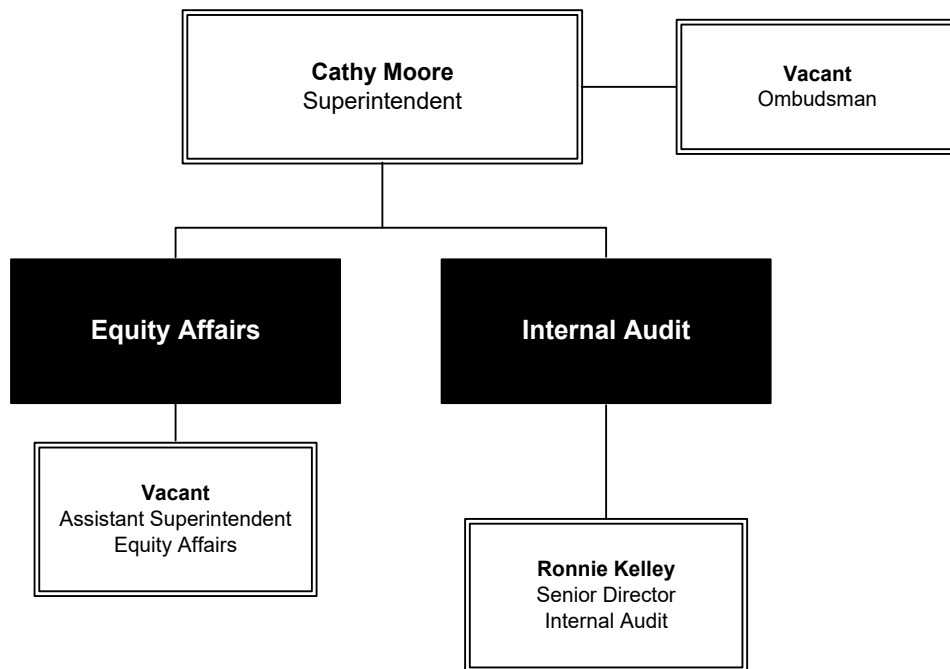 Cathy Moore
Superintendent
Vacant
Ombudsman
Equity Affairs
Internal Audit
Vacant
Assistant Superintendent
Equity Affairs
Ronnie Kelley
Senior Director
Internal Audit